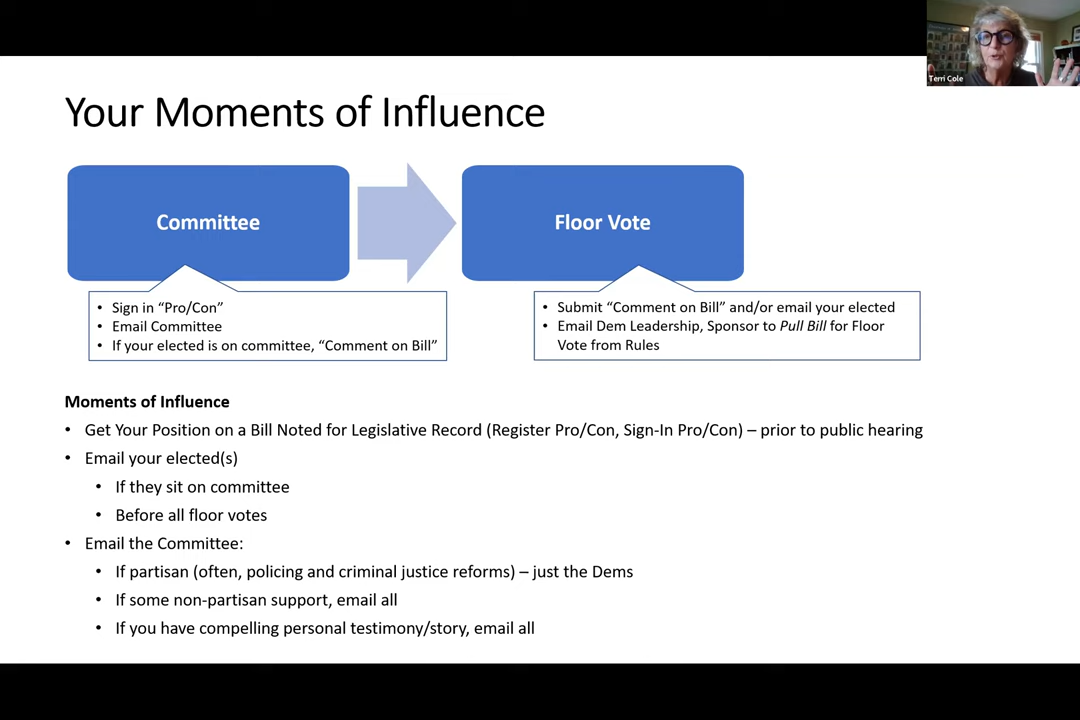 Terri Cole
Your Moments of Influence
Committee
Floor Vote
• Sign in “Pro/Con”
• Email Committee
• If your elected is on committee, “Comment on Bill”
• Submit “Comment on Bill” and/or email your elected
• Email Dem Leadership, Sponsor to Pull Bill for Floor
Vote from Rules
Moments of Influence
• Get Your Position on a Bill Noted for Legislative Record (Register Pro/Con, Sign-In Pro/Con) – prior to public hearing
• Email your elected(s)
• If they sit on committee
• Before all floor votes
• Email the Committee:
• If partisan (often, policing and criminal justice reforms) – just the Dems
• If some non-partisan support, email all
• If you have compelling personal testimony/story, email all